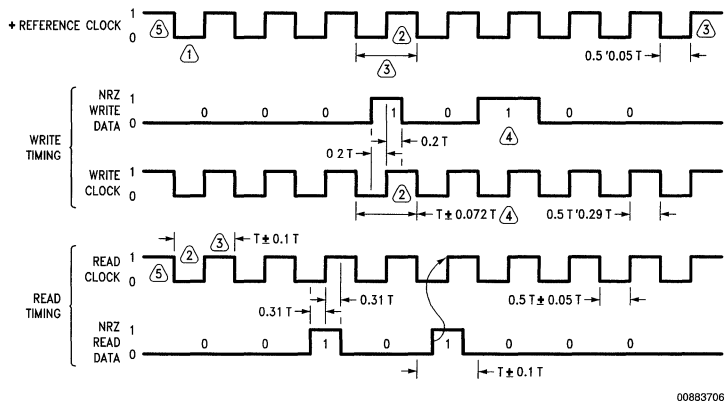 + REFERENCE CLOCK 1 0 5 1 2 3 0.5 '0.05 T 3
WRITE TIMING
NRZ WRITE DATA 1 0 0 0 0 1 0 1 0 0
4
0.2 T
0 2 T
WRITE CLOCK 1 0 2
T ± 0.072 T 4 0.5 T'0.29 T
READ TIMING
2 3 T ± 0.1 T
READ CLOCK 1 0 5
0.31 T 0.31 T 0.5 T ± 0.05 T
NRZ READ DATA 1 0 0 0 1 0 1 0 0 0
T ± 0.1 T
00883706